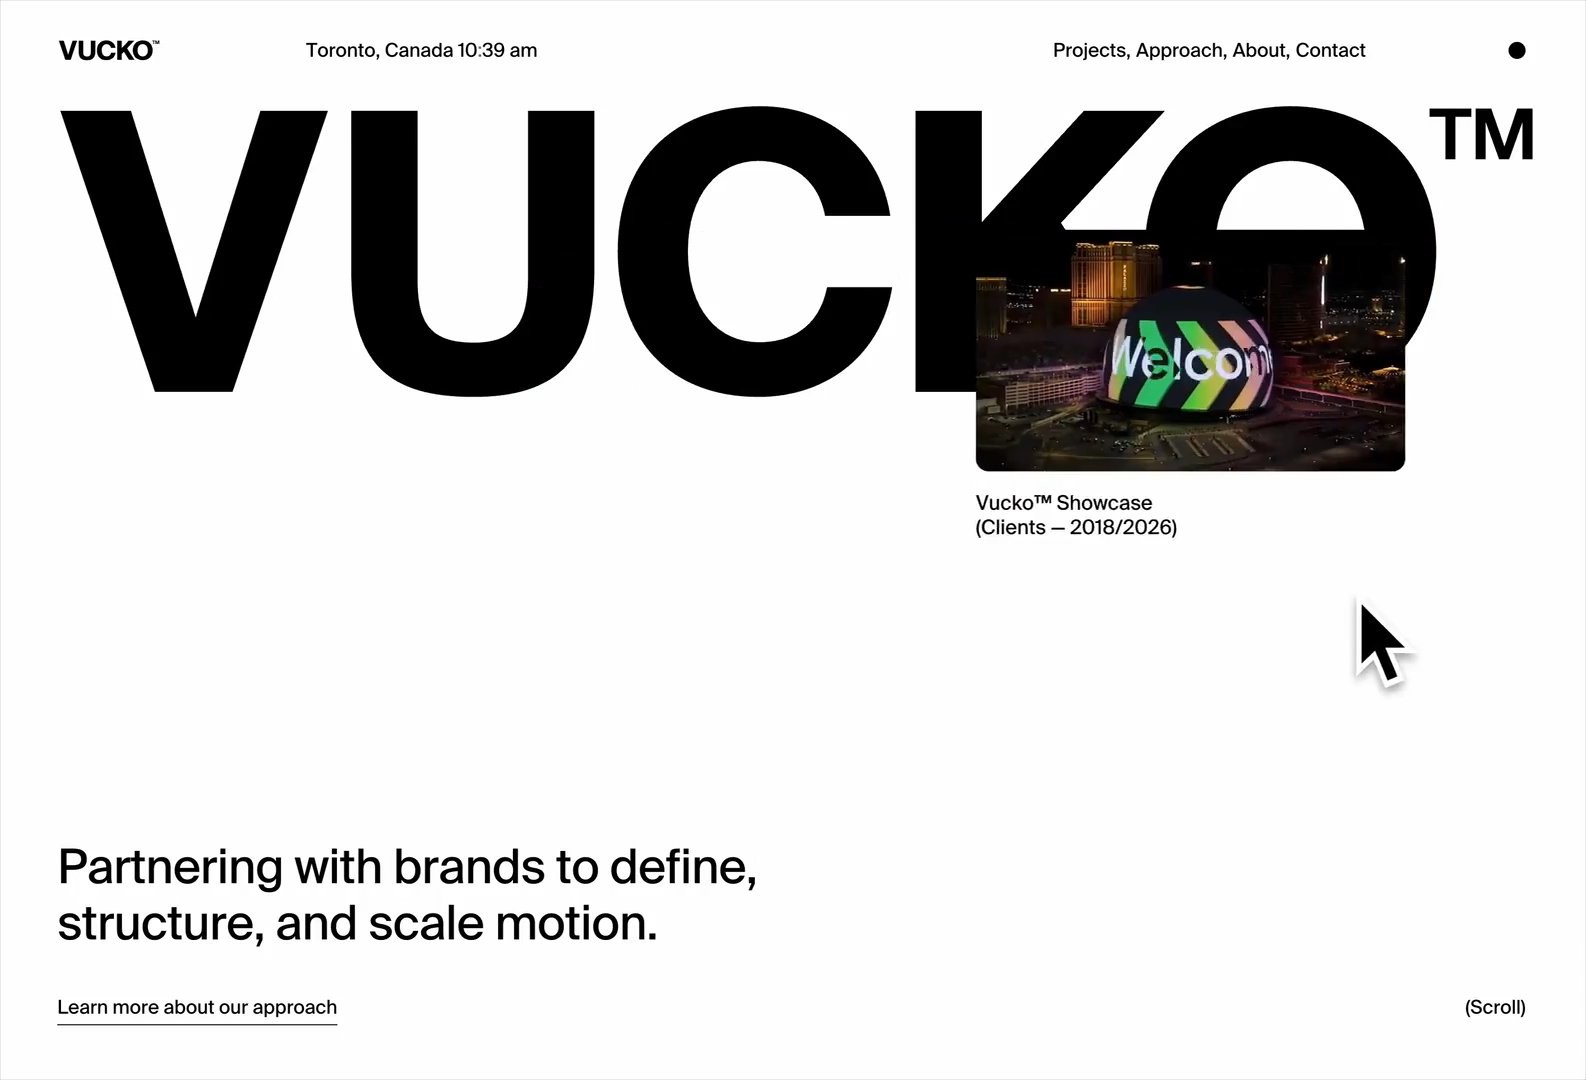 VUCKO™
Toronto, Canada 10:39 am
Projects, Approach, About, Contact
VUCKO™
Welcome
Vucko™ Showcase
(Clients — 2018/2026)
Partnering with brands to define,
structure, and scale motion.
Learn more about our approach
(Scroll)